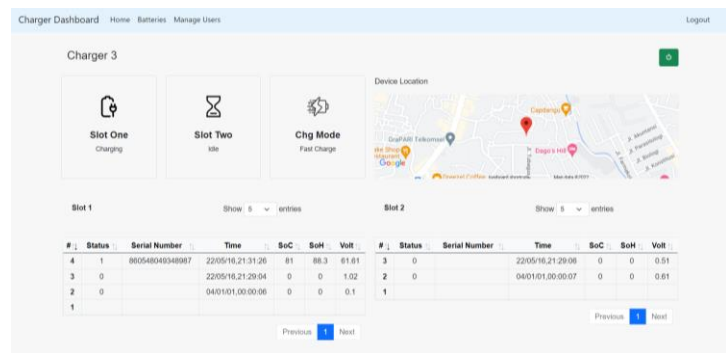 Charger Dashboard Home Batteries Manage Users Logout
Charger 3
Slot One
Charging
Slot Two
Idle
Chg Mode
Fast Charge
Device Location
Capitangu
GraPARI Telkomsel
Dago's Hill
Google
Slot 1 Show 5 entries
# Status Serial Number Time SoC SoH Volt
4 1 860548049348987 22/05/16,21:31:26 81 88.3 61.61
3 0 22/05/16,21:29:04 0 0 1.02
2 0 04/01/01,00:00:06 0 0 0.1
1
Previous 1 Next
Slot 2 Show 5 entries
# Status Serial Number Time SoC SoH Volt
3 0 22/05/16,21:29:06 0 0 0.51
2 0 04/01/01,00:00:07 0 0 0.61
1
Previous 1 Next